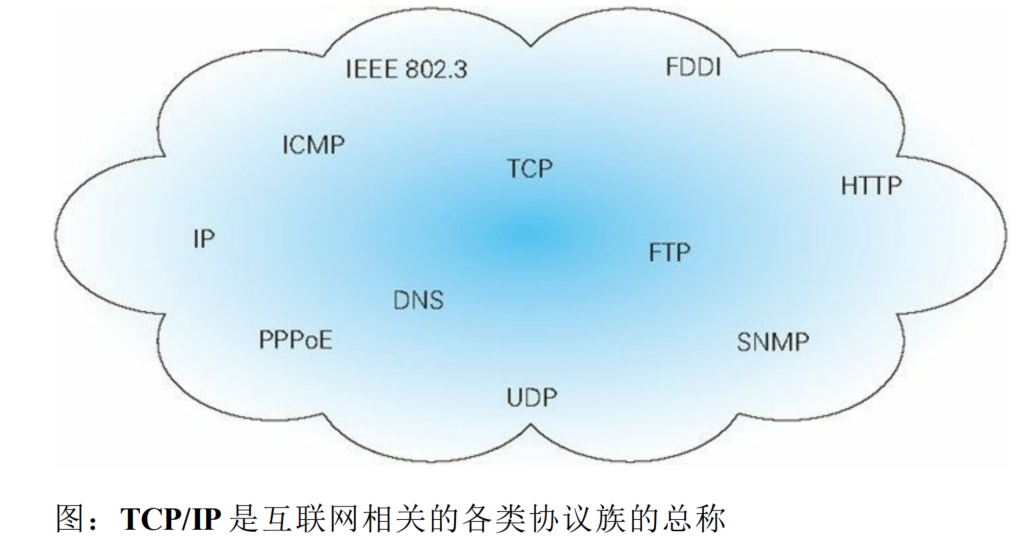 IEEE 802.3
FDDI
ICMP
TCP
HTTP
IP
FTP
DNS
PPPoE
SNMP
UDP
图：TCP/IP 是互联网相关的各类协议族的总称